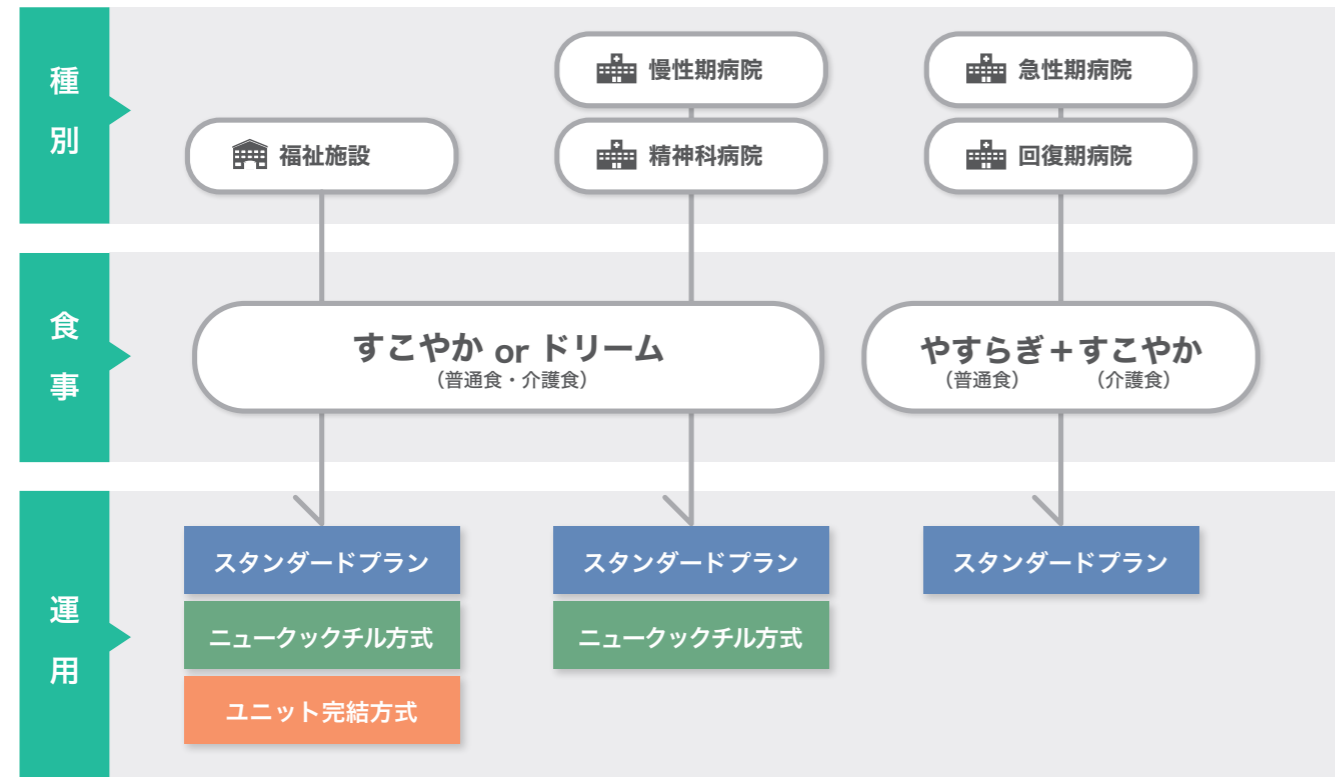 種別
慢性期病院
急性期病院
福祉施設
精神科病院
回復期病院
食事
すこやか or ドリーム
（普通食・介護食）
やすらぎ＋すこやか
（普通食） （介護食）
運用
スタンダードプラン
スタンダードプラン
スタンダードプラン
ニュークックチル方式
ニュークックチル方式
ユニット完結方式